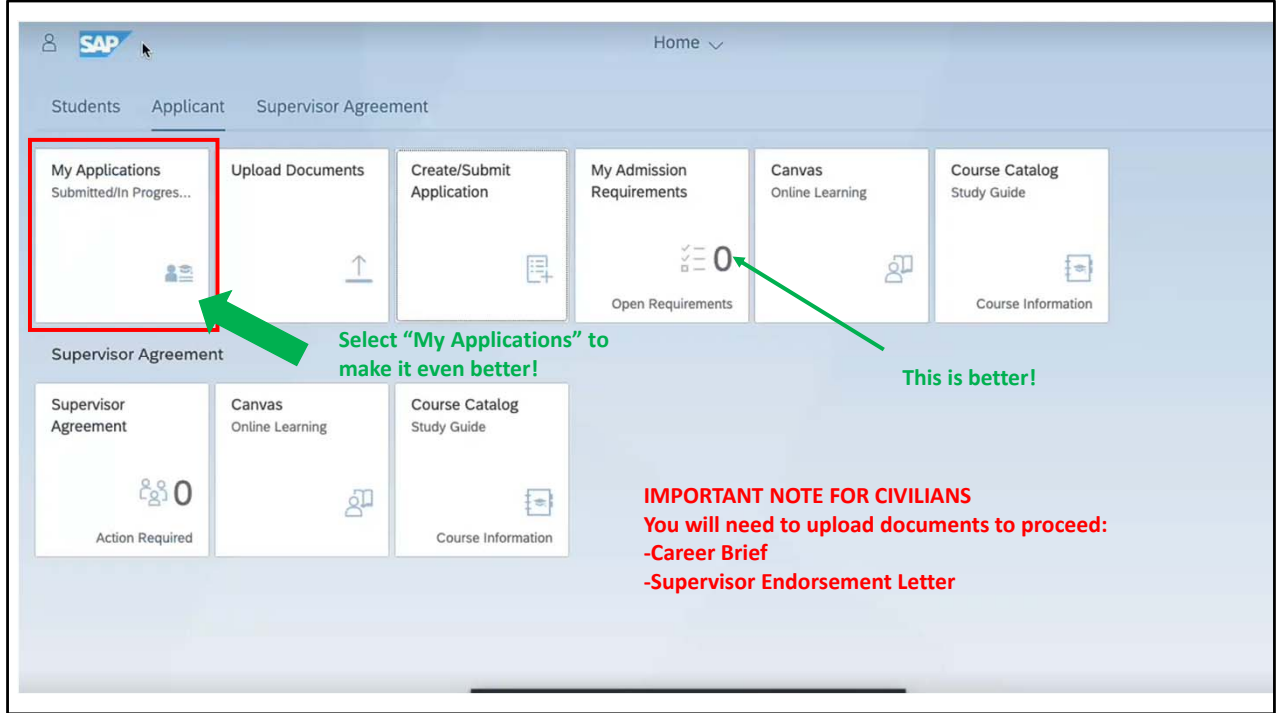 SAP
Home
Students Applicant Supervisor Agreement
My Applications
Submitted/In Progres...
Upload Documents
Create/Submit
Application
My Admission
Requirements
0
Open Requirements
Canvas
Online Learning
Course Catalog
Study Guide
Course Information
Select “My Applications” to
make it even better!
This is better!
Supervisor Agreement
Supervisor
Agreement
0
Action Required
Canvas
Online Learning
Course Catalog
Study Guide
Course Information
IMPORTANT NOTE FOR CIVILIANS
You will need to upload documents to proceed:
-Career Brief
-Supervisor Endorsement Letter